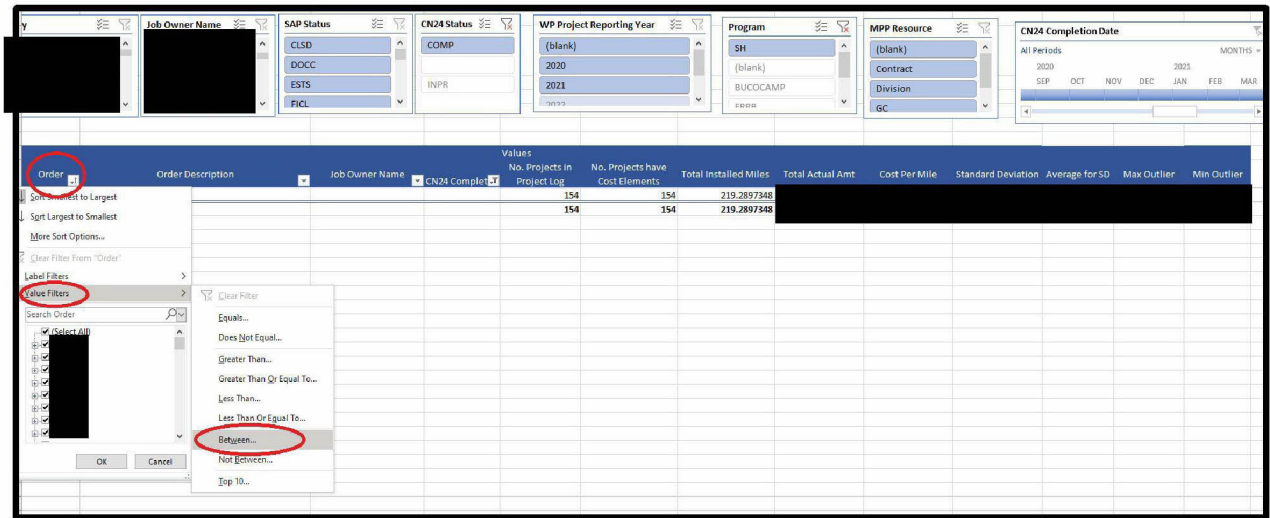 y
Job Owner Name
SAP Status
CLSD
DOCC
ESTS
FICL
CN24 Status
COMP
INPR
WP Project Reporting Year
(blank)
2020
2021
2022
Program
SH
(blank)
BUCOCAMP
MPP Resource
(blank)
Contract
Division
GC
CN24 Completion Date
All Periods MONTHS
2020 2021
SEP OCT NOV DEC JAN FEB MAR
Values
Order Order Description Job Owner Name CN24 Complet No. Projects in Project Log No. Projects have Cost Elements Total Installed Miles Total Actual Amt Cost Per Mile Standard Deviation Average for SD Max Outlier Min Outlier
154 154 219.2897348
154 154 219.2897348
Sort Smallest to Largest
Sort Largest to Smallest
More Sort Options...
Clear Filter From "Order"
Label Filters
Value Filters
Search Order
(Select All)
OK Cancel
Clear Filter
Equals...
Does Not Equal...
Greater Than...
Greater Than Or Equal To...
Less Than...
Less Than Or Equal To...
Between...
Not Between...
Top 10...